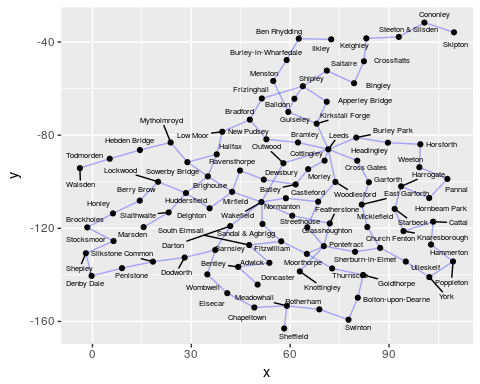 Cononley
Ben Rhydding
Steeton & Silsden
Ilkley
Keighley
Skipton
Burley-in-Wharfedale
Crossflatts
Menston
Saltaire
Shipley
Bingley
Frizinghall
Baildon
Apperley Bridge
Guiseley
Kirkstall Forge
Bradford
Mytholmroyd
Low Moor
New Pudsey
Burley Park
Hebden Bridge
Halifax
Outwood
Bramley
Leeds
Horsforth
Todmorden
Cottingley
Headingley
Sowerby Bridge
Ravensthorpe
Weeton
Lockwood
Dewsbury
Morley
Cross Gates
Harrogate
Walsden
Brighouse
Garforth
Pannal
Berry Brow
Batley
Woodlesford
East Garforth
Huddersfield
Mirfield
Castleford
Honley
Normanton
Featherstone
Hornbeam Park
Slaithwaite
Deighton
Wakefield
Brockholes
Streethouse
Micklefield
Starbeck
Cattal
Marsden
South Elmsall
Sandal & Agbrigg
Glasshoughton
Church Fenton
Knaresborough
Stocksmoor
Darton
Fitzwilliam
Pontefract
Silkstone Common
Barnsley
Moorthorpe
Sherburn-in-Elmet
Hammerton
Shepley
Bentley
Adwick
Ulleskelf
Penistone
Dodworth
Thurnscoe
Poppleton
Denby Dale
Doncaster
Goldthorpe
Wombwell
Knottingley
York
Elsecar
Meadowhall
Rotherham
Bolton-upon-Dearne
Chapeltown
Swinton
Sheffield
-40
-80
-120
-160
0
30
60
90
x
y